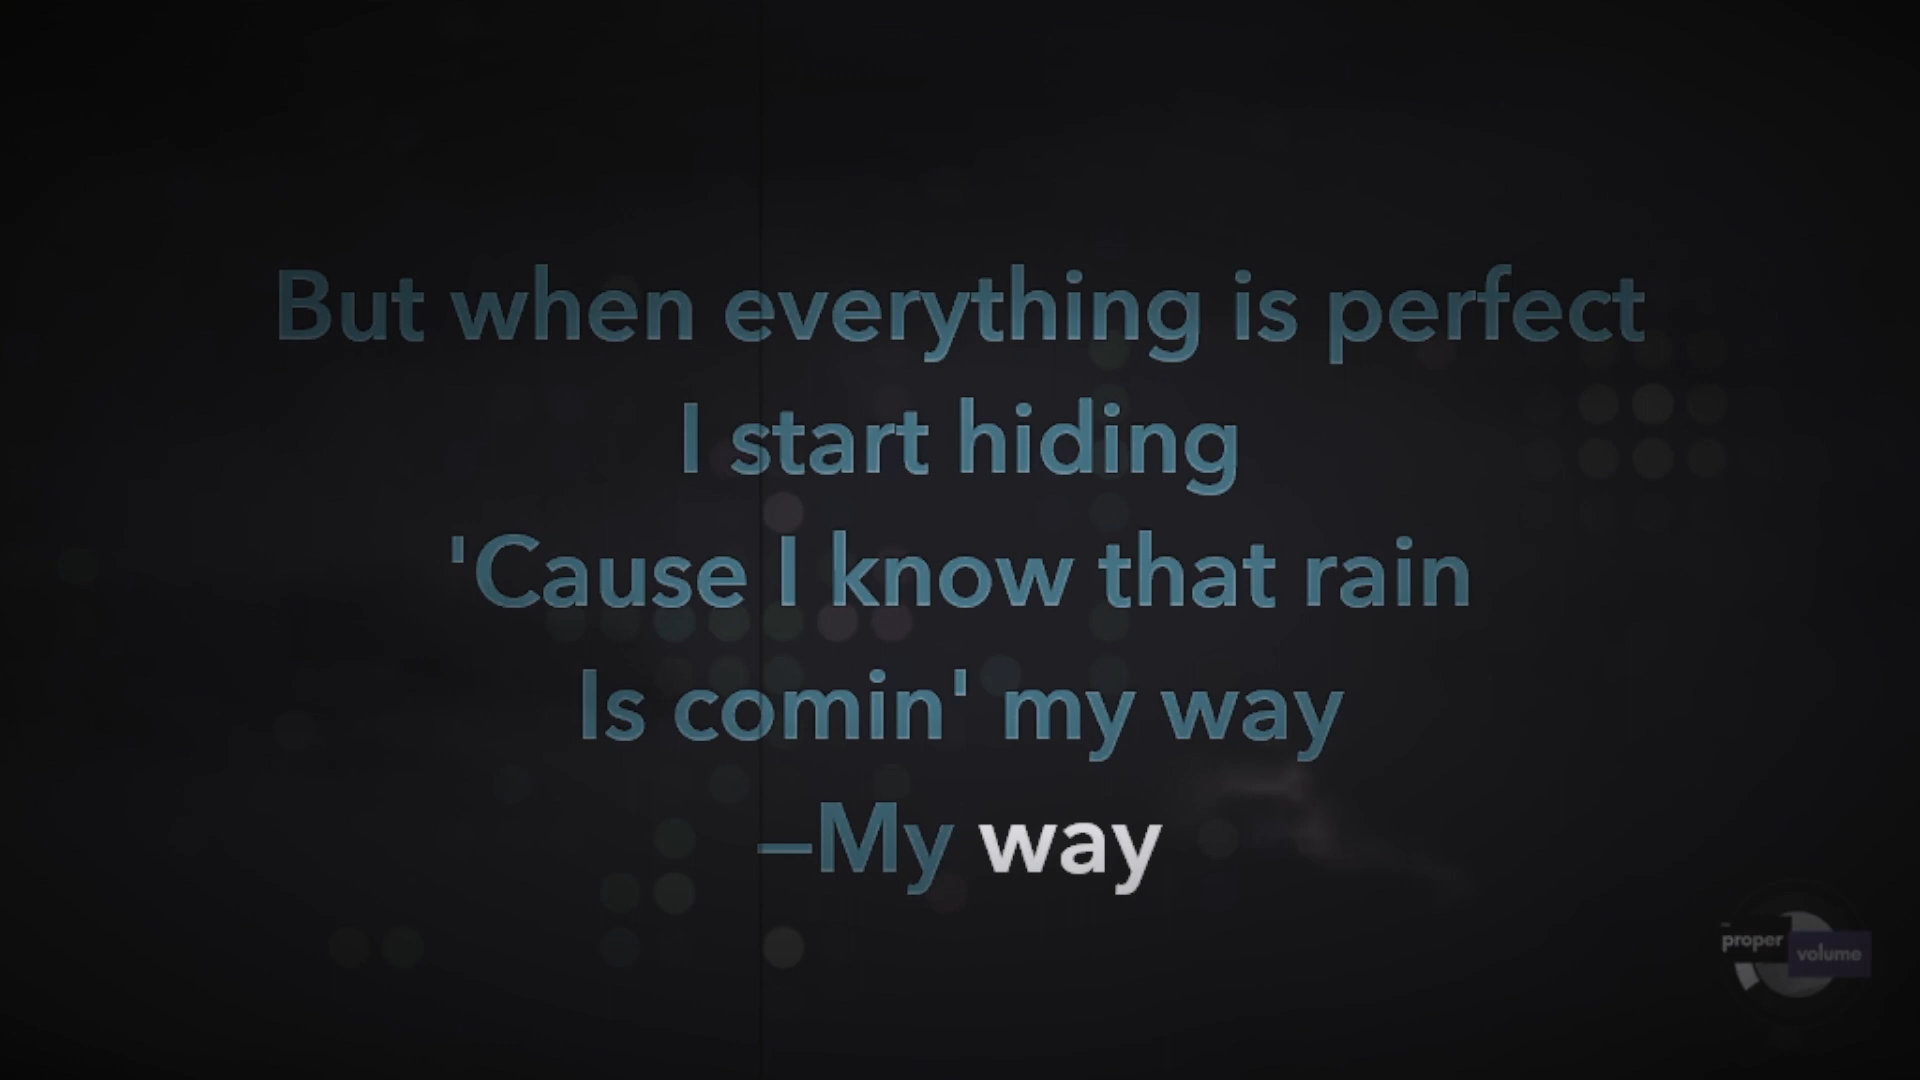 But when everything is perfect
I start hiding
'Cause I know that rain
Is comin' my way
—My way
proper
volume